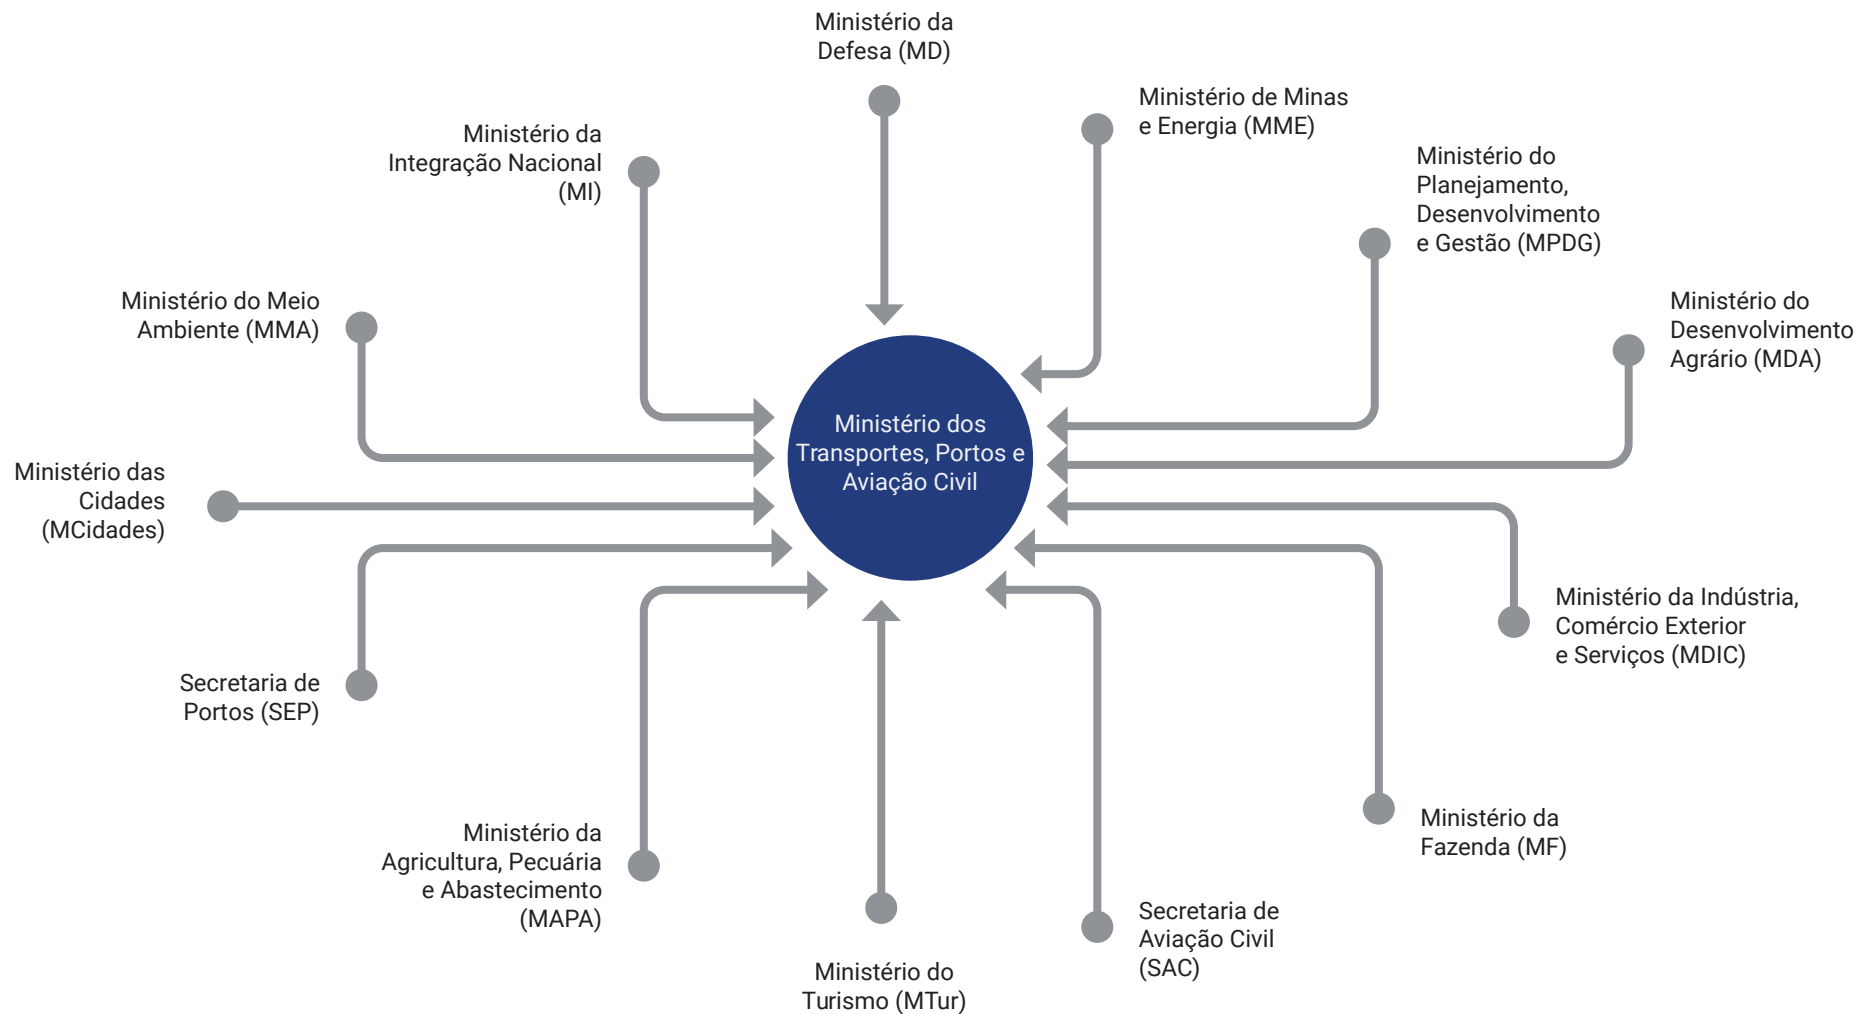 Ministério da
Defesa (MD)
Ministério de Minas
e Energia (MME)
Ministério da
Integração Nacional
(MI)
Ministério do
Planejamento,
Desenvolvimento
e Gestão (MPDG)
Ministério do Meio
Ambiente (MMA)
Ministério do
Desenvolvimento
Agrário (MDA)
Ministério dos
Transportes, Portos e
Aviação Civil
Ministério das
Cidades
(MCidades)
Ministério da Indústria,
Comércio Exterior
e Serviços (MDIC)
Secretaria de
Portos (SEP)
Ministério da
Fazenda (MF)
Ministério da
Agricultura, Pecuária
e Abastecimento
(MAPA)
Secretaria de
Aviação Civil
(SAC)
Ministério do
Turismo (MTur)